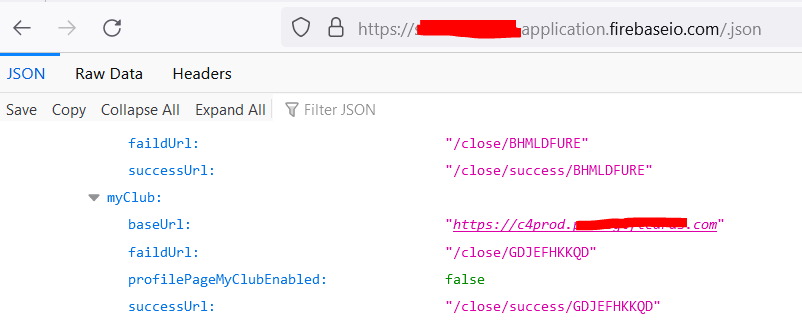 https:// application.firebaseio.com/.json
JSON Raw Data Headers
Save Copy Collapse All Expand All Filter JSON
faildUrl: "/close/BHMLDFURE"
successUrl: "/close/success/BHMLDFURE"
myClub:
baseUrl: "https://c4prod. .com"
faildUrl: "/close/GDJEFHKKQD"
profilePageMyClubEnabled: false
successUrl: "/close/success/GDJEFHKKQD"